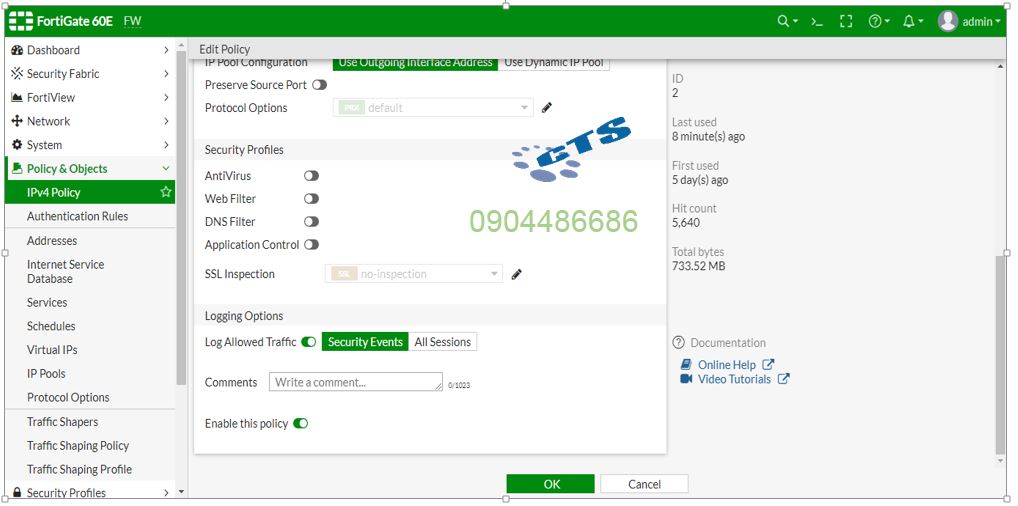 FortiGate 60E FW
admin
Dashboard
Security Fabric
FortiView
Network
System
Policy & Objects
IPv4 Policy
Authentication Rules
Addresses
Internet Service
Database
Services
Schedules
Virtual IPs
IP Pools
Protocol Options
Traffic Shapers
Traffic Shaping Policy
Traffic Shaping Profile
Security Profiles
Edit Policy
IP Pool Configuration Use Outgoing Interface Address Use Dynamic IP Pool
Preserve Source Port
Protocol Options PRX default
Security Profiles
AntiVirus
Web Filter
DNS Filter
Application Control
SSL Inspection SSL no-inspection
Logging Options
Log Allowed Traffic Security Events All Sessions
Comments Write a comment... 0/1023
Enable this policy
OK Cancel
GTS
0904486686
ID
2
Last used
8 minute(s) ago
First used
5 day(s) ago
Hit count
5,640
Total bytes
733.52 MB
Documentation
Online Help
Video Tutorials